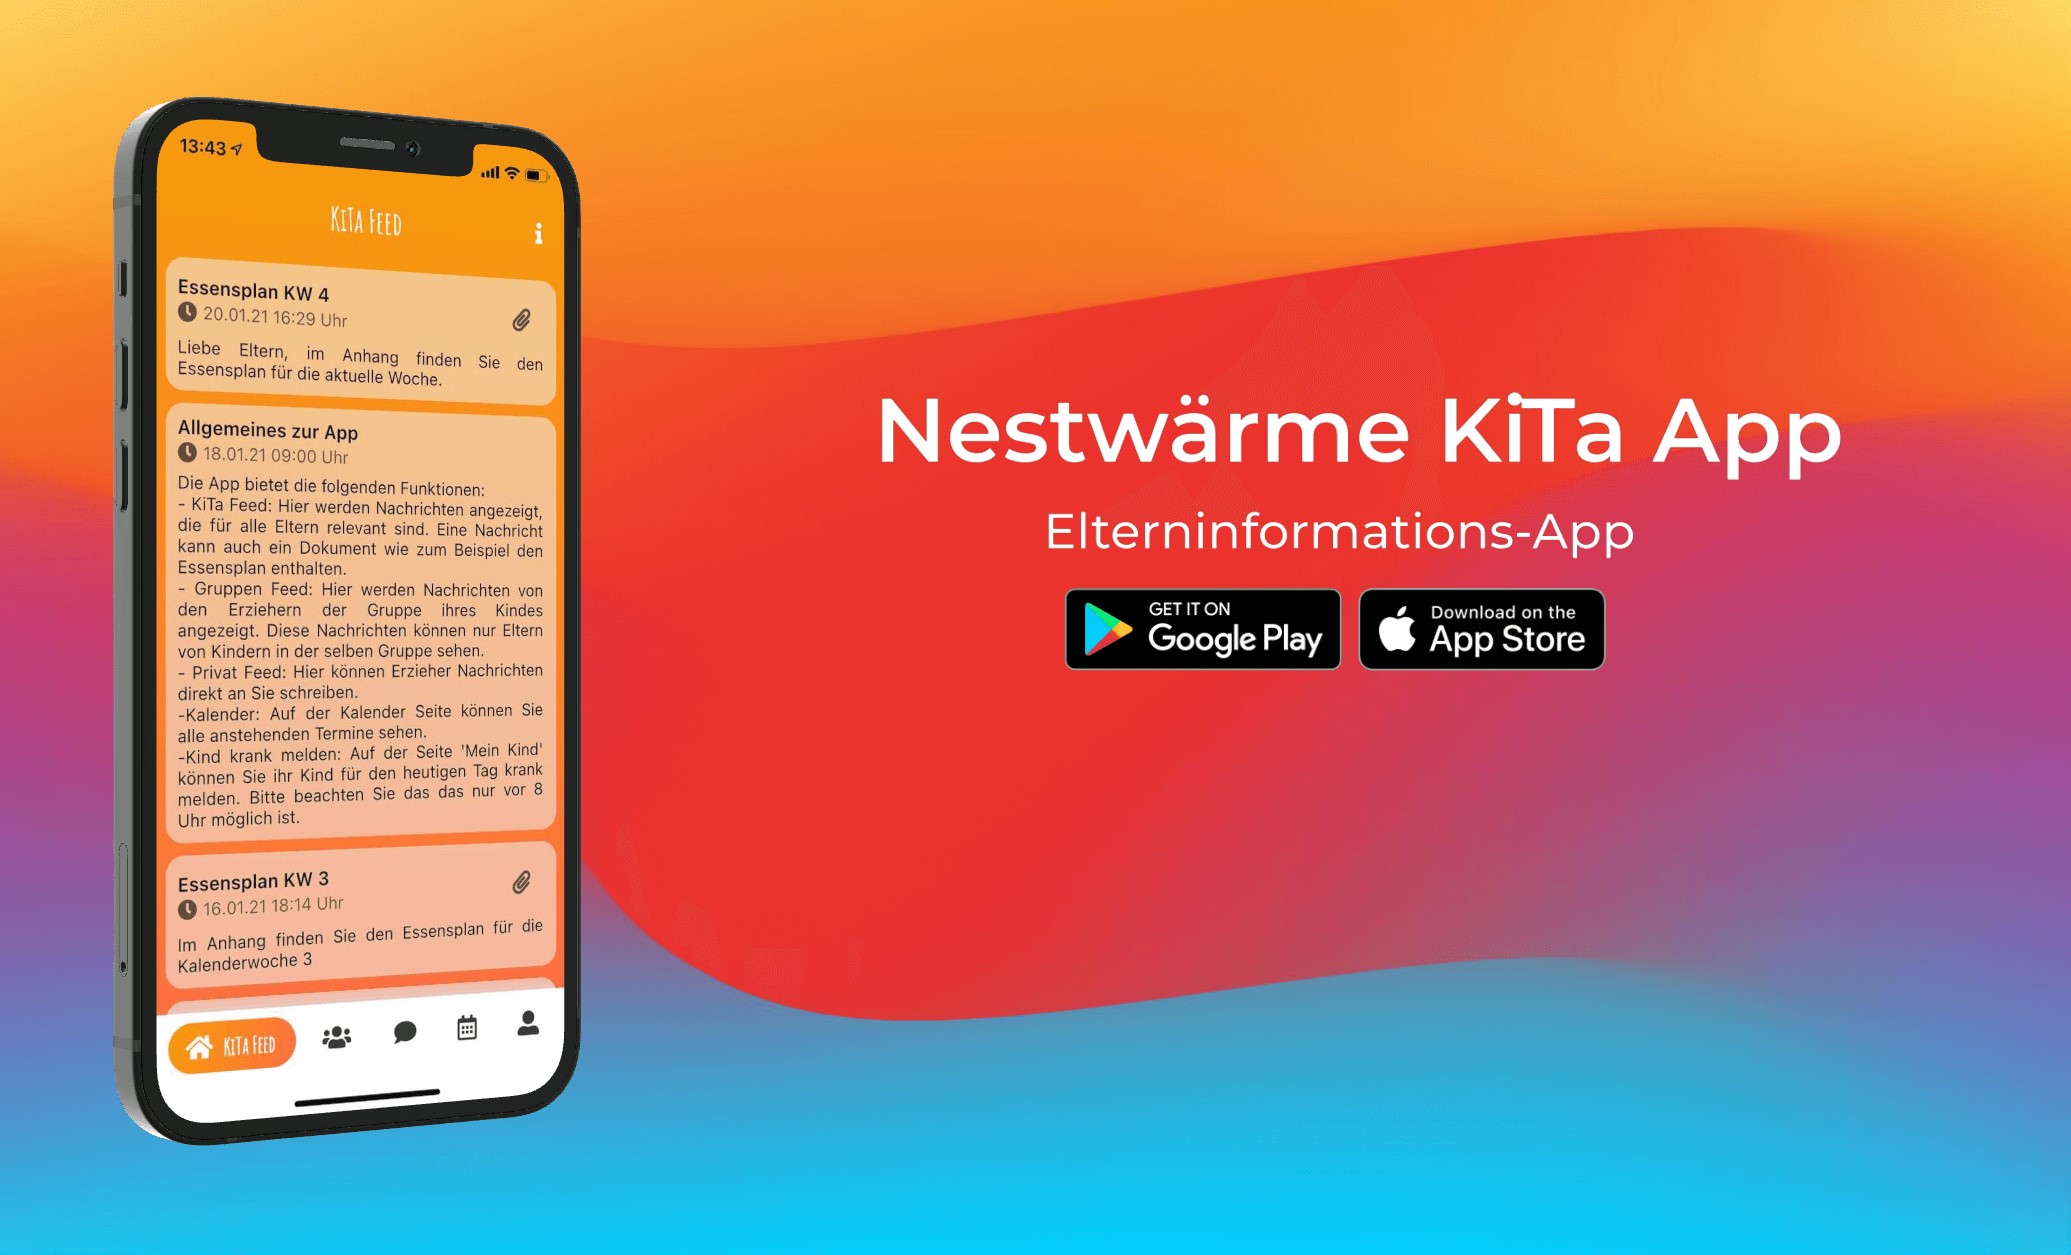 13:43
KiTa Feed
Essensplan KW 4
20.01.21 16:29 Uhr
Liebe Eltern, im Anhang finden Sie den
Essensplan für die aktuelle Woche.
Allgemeines zur App
18.01.21 09:00 Uhr
Die App bietet die folgenden Funktionen:
- KiTa Feed: Hier werden Nachrichten angezeigt,
die für alle Eltern relevant sind. Eine Nachricht
kann auch ein Dokument wie zum Beispiel den
Essensplan enthalten.
- Gruppen Feed: Hier werden Nachrichten von
den Erziehern der Gruppe ihres Kindes
angezeigt. Diese Nachrichten können nur Eltern
von Kindern in der selben Gruppe sehen.
- Privat Feed: Hier können Erzieher Nachrichten
direkt an Sie schreiben.
-Kalender: Auf der Kalender Seite können Sie
alle anstehenden Termine sehen.
-Kind krank melden: Auf der Seite 'Mein Kind'
können Sie ihr Kind für den heutigen Tag krank
melden. Bitte beachten Sie das das nur vor 8
Uhr möglich ist.
Essensplan KW 3
16.01.21 18:14 Uhr
Im Anhang finden Sie den Essensplan für die
Kalenderwoche 3
KiTa Feed
Nestwärme KiTa App
Elterninformations-App
GET IT ON
Google Play
Download on the
App Store